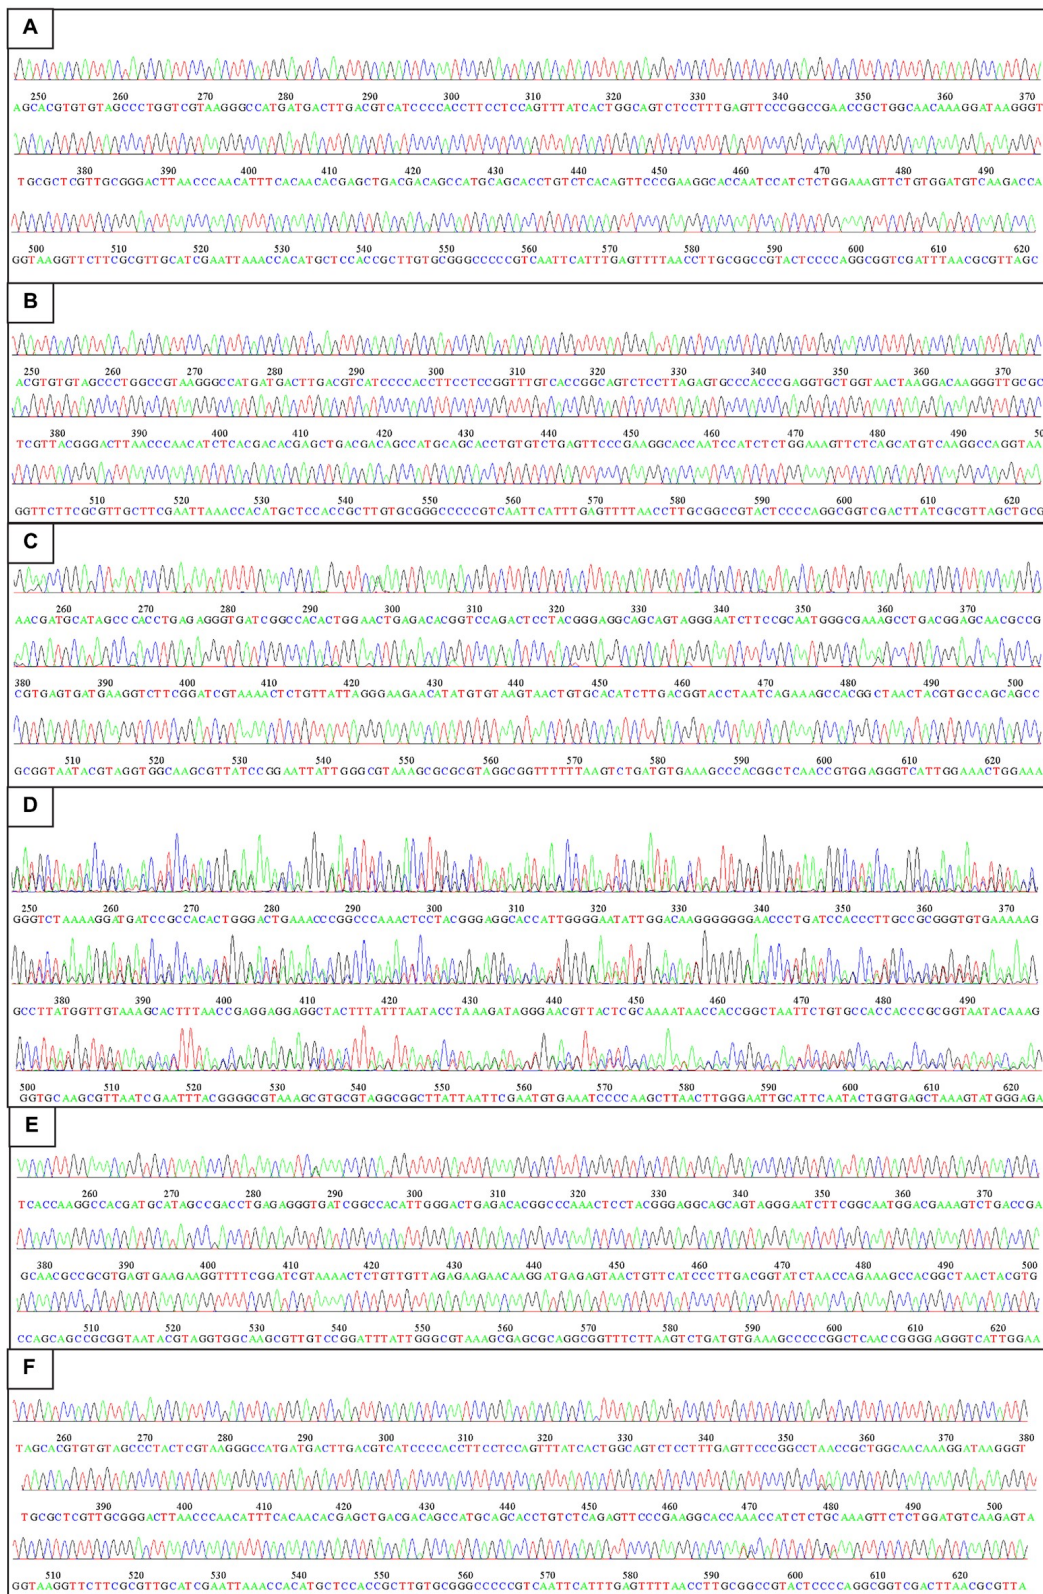 A
250 260 270 280 290 300 310 320 330 340 350 360 370
AGCACGTGTGTAGCCCTGGTCGTAAGGGCCATGATGACTTGACGTCATCCCCACCTTCCTCCAGTTTATCACTGGCAGTCTCCTTTGAGTTCCCGGCCGAACCGCTGGCAACAAAGGATAAGGGT
380 390 400 410 420 430 440 450 460 470 480 490
TGCGCTCGTTGCGGGACTTAACCCAACATTTCACAACACGAGCTGACGACAGCCATGCAGCACCTGTCTCACAGTTCCCGAAGGCACCAATCCATCTCTGGAAAGTTCTGTGGATGTCAAGACCA
500 510 520 530 540 550 560 570 580 590 600 610 620
GGTAAGGTTCTTCGCGTTGCATCGAATTAAACCACATGCTCCACCGCTTGTGCGGGCCCCCGTCAATTCATTTGAGTTTTAACCTTGCGGCCGTACTCCCCAGGCGGTCGATTTAACGCGTTAGC
B
250 260 270 280 290 300 310 320 330 340 350 360 370
ACGTGTGTAGCCCTGGCCGTAAGGGCCATGATGACTTGACGTCATCCCCACCTTCCTCCGGTTTGTCACCGGCAGTCTCCTTAGAGTGCCCACCCGAGGTGCTGGTAACTAAGGACAAGGGTTGCGC
380 390 400 410 420 430 440 450 460 470 480 490 50
TCGTTACGGGACTTAACCCAACATCTCACGACACGAGCTGACGACAGCCATGCAGCACCTGTGTCTGAGTTCCCGAAGGCACCAATCCATCTCTGGAAAGTTCTCAGCATGTCAAGGCCAGGTAA
510 520 530 540 550 560 570 580 590 600 610 620
GGTTCTTCGCGTTGCTTCGAATTAAACCACATGCTCCACCGCTTGTGCGGGCCCCCGTCAATTCATTTGAGTTTTAACCTTGCGGCCGTACTCCCCAGGCGGTCGACTTATCGCGTTAGCTGCG
C
260 270 280 290 300 310 320 330 340 350 360 370
AACGATGCATAGCCCACCTGAGAGGGTGATCGGCCACACTGGAACTGAGACACGGTCCAGACTCCTACGGGAGGCAGCAGTAGGGAATCTTCCGCAATGGGCGAAAGCCTGACGGAGCAACGCCG
380 390 400 410 420 430 440 450 460 470 480 490 500
CGTGAGTGATGAAGGTCTTCGGATCGTAAAACTCTGTTATTAGGGAAGAACATATGTGTAAGTAACTGTGCACATCTTGACGGTACCTAATCAGAAAGCCACGGCTAACTACGTGCCAGCAGCC
510 520 530 540 550 560 570 580 590 600 610 620
GCGGTAATACGTAGGTGGCAAGCGTTATCCGGAATTATTGGGCGTAAAGCGCGCGTAGGCGGTTTTTTAAGTCTGATGTGAAAGCCCACGGCTCAACCGTGGAGGGTCATTGGAAACTGGAAA
D
250 260 270 280 290 300 310 320 330 340 350 360 370
GGGTCTAAAAGGATGATCCGCCACACTGGGACTGAAACCCGGCCCAAACTCCTACGGGAGGCACCATTGGGGAATATTGGACAAGGGGGGGAACCCTGATCCACCCTTGCCGCGGGTGTGAAAAAG
380 390 400 410 420 430 440 450 460 470 480 490
GCCTTATGGTTGTAAAGCACTTTAACCGAGGAGGAGGCTACTTTATTTAATACCTAAAGATAGGGAACGTTACTCGCAAAATAACCACCGGCTAATTCTGTGCCACCACCCGCGGTAATACAAAG
500 510 520 530 540 550 560 570 580 590 600 610 620
GGTGCAAGCGTTAATCGAATTTACGGGGCGTAAAGCGTGCGTAGGCGGCTTATTAATTCGAATGTGAAATCCCCAAGCTTAACTTGGGAATTGCATTCAATACTGGTGAGCTAAAGTATGGGAGA
E
260 270 280 290 300 310 320 330 340 350 360 370
TCACCAAGGCCACGATGCATAGCCGACCTGAGAGGGTGATCGGCCACATTGGGACTGAGACACGGCCCAAACTCCTACGGGAGGCAGCAGTAGGGAATCTTCGGCAATGGACGAAAGTCTGACCGA
380 390 400 410 420 430 440 450 460 470 480 490 500
GCAACGCCGCGTGAGTGAAGAAGGTTTTCGGATCGTAAAACTCTGTTGTTAGAGAAGAACAAGGATGAGAGTAACTGTTCATCCCTTGACGGTATCTAACCAGAAAGCCACGGCTAACTACGTG
510 520 530 540 550 560 570 580 590 600 610 620
CCAGCAGCCGCGGTAATACGTAGGTGGCAAGCGTTGTCCGGATTTATTGGGCGTAAAGCGAGCGCAGGCGGTTTCTTAAGTCTGATGTGAAAGCCCCCGGCTCAACCGGGGAGGGTCATTGGAA
F
260 270 280 290 300 310 320 330 340 350 360 370 380
TAGCACGTGTGTAGCCCTACTCGTAAGGGCCATGATGACTTGACGTCATCCCCACCTTCCTCCAGTTTATCACTGGCAGTCTCCTTTGAGTTCCCGGCCTAACCGCTGGCAACAAAGGATAAGGGT
390 400 410 420 430 440 450 460 470 480 490 500
TGCGCTCGTTGCGGGACTTAACCCAACATTTCACAACACGAGCTGACGACAGCCATGCAGCACCTGTCTCAGAGTTCCCGAAGGCACCAAACCATCTCTGCAAAGTTCTCTGGATGTCAAGAGTA
510 520 530 540 550 560 570 580 590 600 610 620
GGTAAGGTTCTTCGCGTTGCATCGAATTAAACCACATGCTCCACCGCTTGTGCGGGCCCCCGTCAATTCATTTGAGTTTTAACCTTGCGGCCGTACTCCCCAGGCGGTCGACTTAACGCGTTA